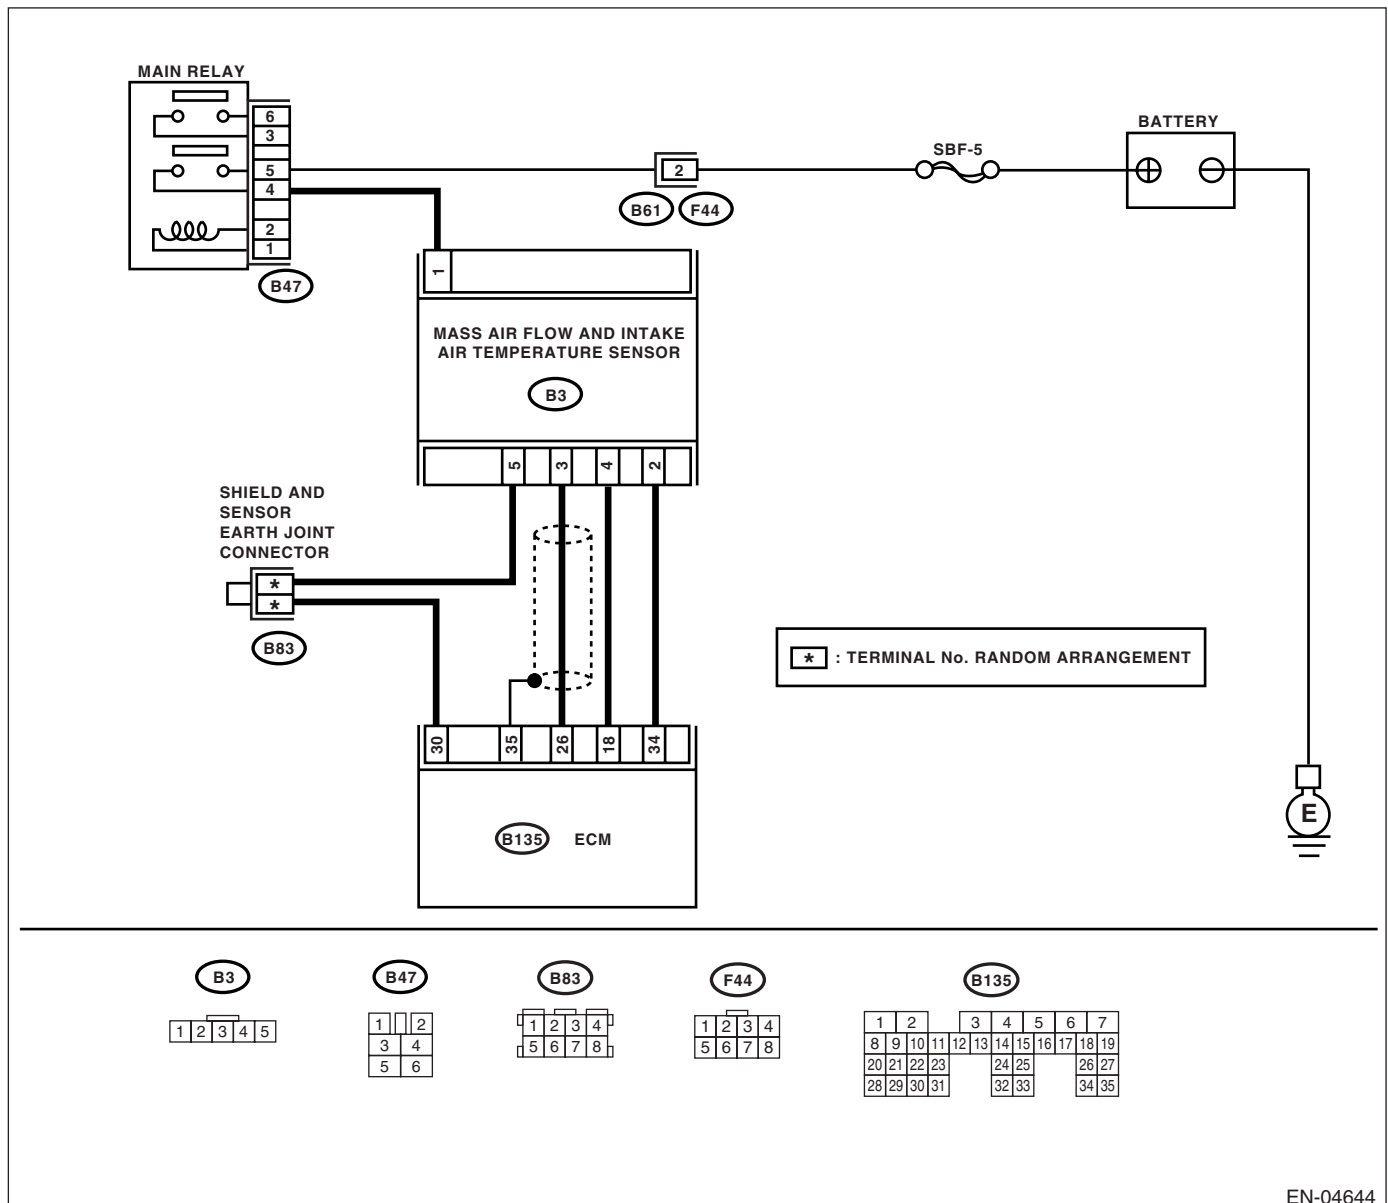 MAIN RELAY
6
3
5
4
2
1
B47
2
B61 F44
SBF-5
BATTERY
1
MASS AIR FLOW AND INTAKE
AIR TEMPERATURE SENSOR
B3
5 3 4 2
SHIELD AND
SENSOR
EARTH JOINT
CONNECTOR
*
*
B83
* : TERMINAL No. RANDOM ARRANGEMENT
30 35 26 18 34
B135 ECM
E
B3
1 2 3 4 5
B47
1 2
3 4
5 6
B83
1 2 3 4
5 6 7 8
F44
1 2 3 4
5 6 7 8
B135
1 2 3 4 5 6 7
8 9 10 11 12 13 14 15 16 17 18 19
20 21 22 23 24 25 26 27
28 29 30 31 32 33 34 35
EN-04644